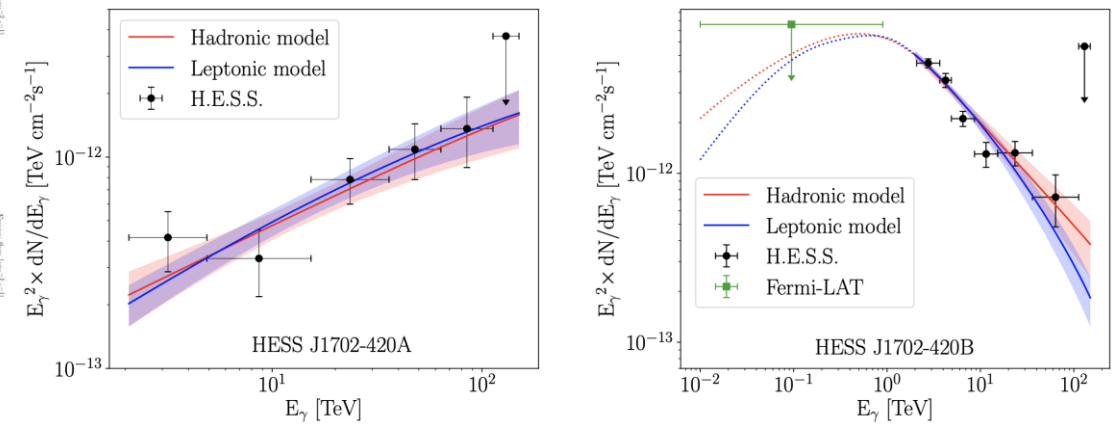 Hadronic model
Leptonic model
H.E.S.S.
10⁻¹²
10⁻¹³
E_γ² × dN/dE_γ [TeV cm⁻²s⁻¹]
HESS J1702-420A
10¹
10²
E_γ [TeV]
10⁻¹²
10⁻¹³
E_γ² × dN/dE_γ [TeV cm⁻²s⁻¹]
Hadronic model
Leptonic model
H.E.S.S.
Fermi-LAT
HESS J1702-420B
10⁻²
10⁻¹
10⁰
10¹
10²
E_γ [TeV]